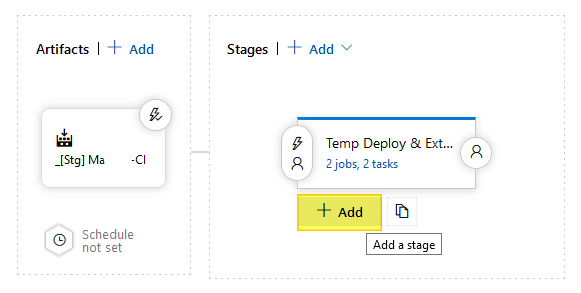 Artifacts | + Add
Stages | + Add
_[Stg] Ma -CI
Temp Deploy & Ext...
2 jobs, 2 tasks
+ Add
Add a stage
Schedule
not set